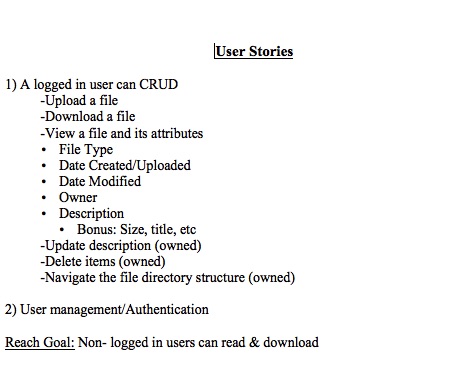 User Stories
1) A logged in user can CRUD
-Upload a file
-Download a file
-View a file and its attributes
• File Type
• Date Created/Uploaded
• Date Modified
• Owner
• Description
• Bonus: Size, title, etc
-Update description (owned)
-Delete items (owned)
-Navigate the file directory structure (owned)
2) User management/Authentication
Reach Goal: Non- logged in users can read & download